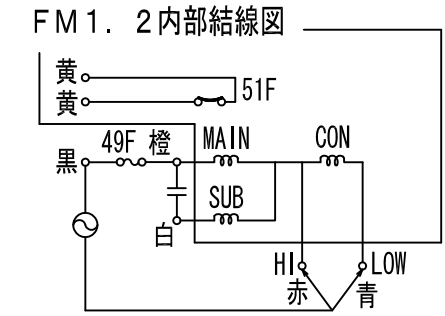 FM1．2内部結線図
黄
黄
51F
49F 橙 MAIN CON
黒
SUB
白
HI LOW
赤 青